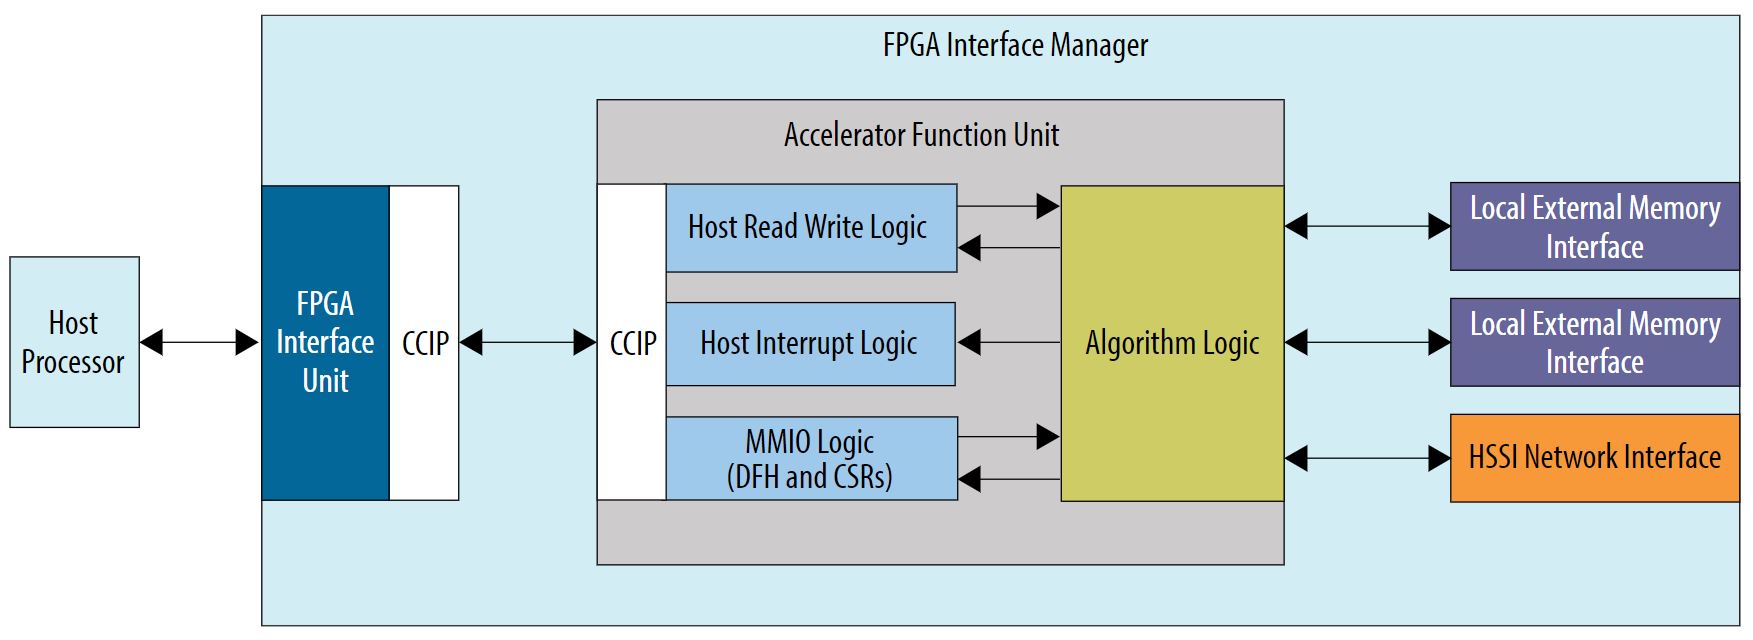 FPGA Interface Manager
Accelerator Function Unit
Host
Processor
FPGA
Interface
Unit
CCIP
CCIP
Host Read Write Logic
Host Interrupt Logic
MMIO Logic
(DFH and CSRs)
Algorithm Logic
Local External Memory
Interface
Local External Memory
Interface
HSSI Network Interface